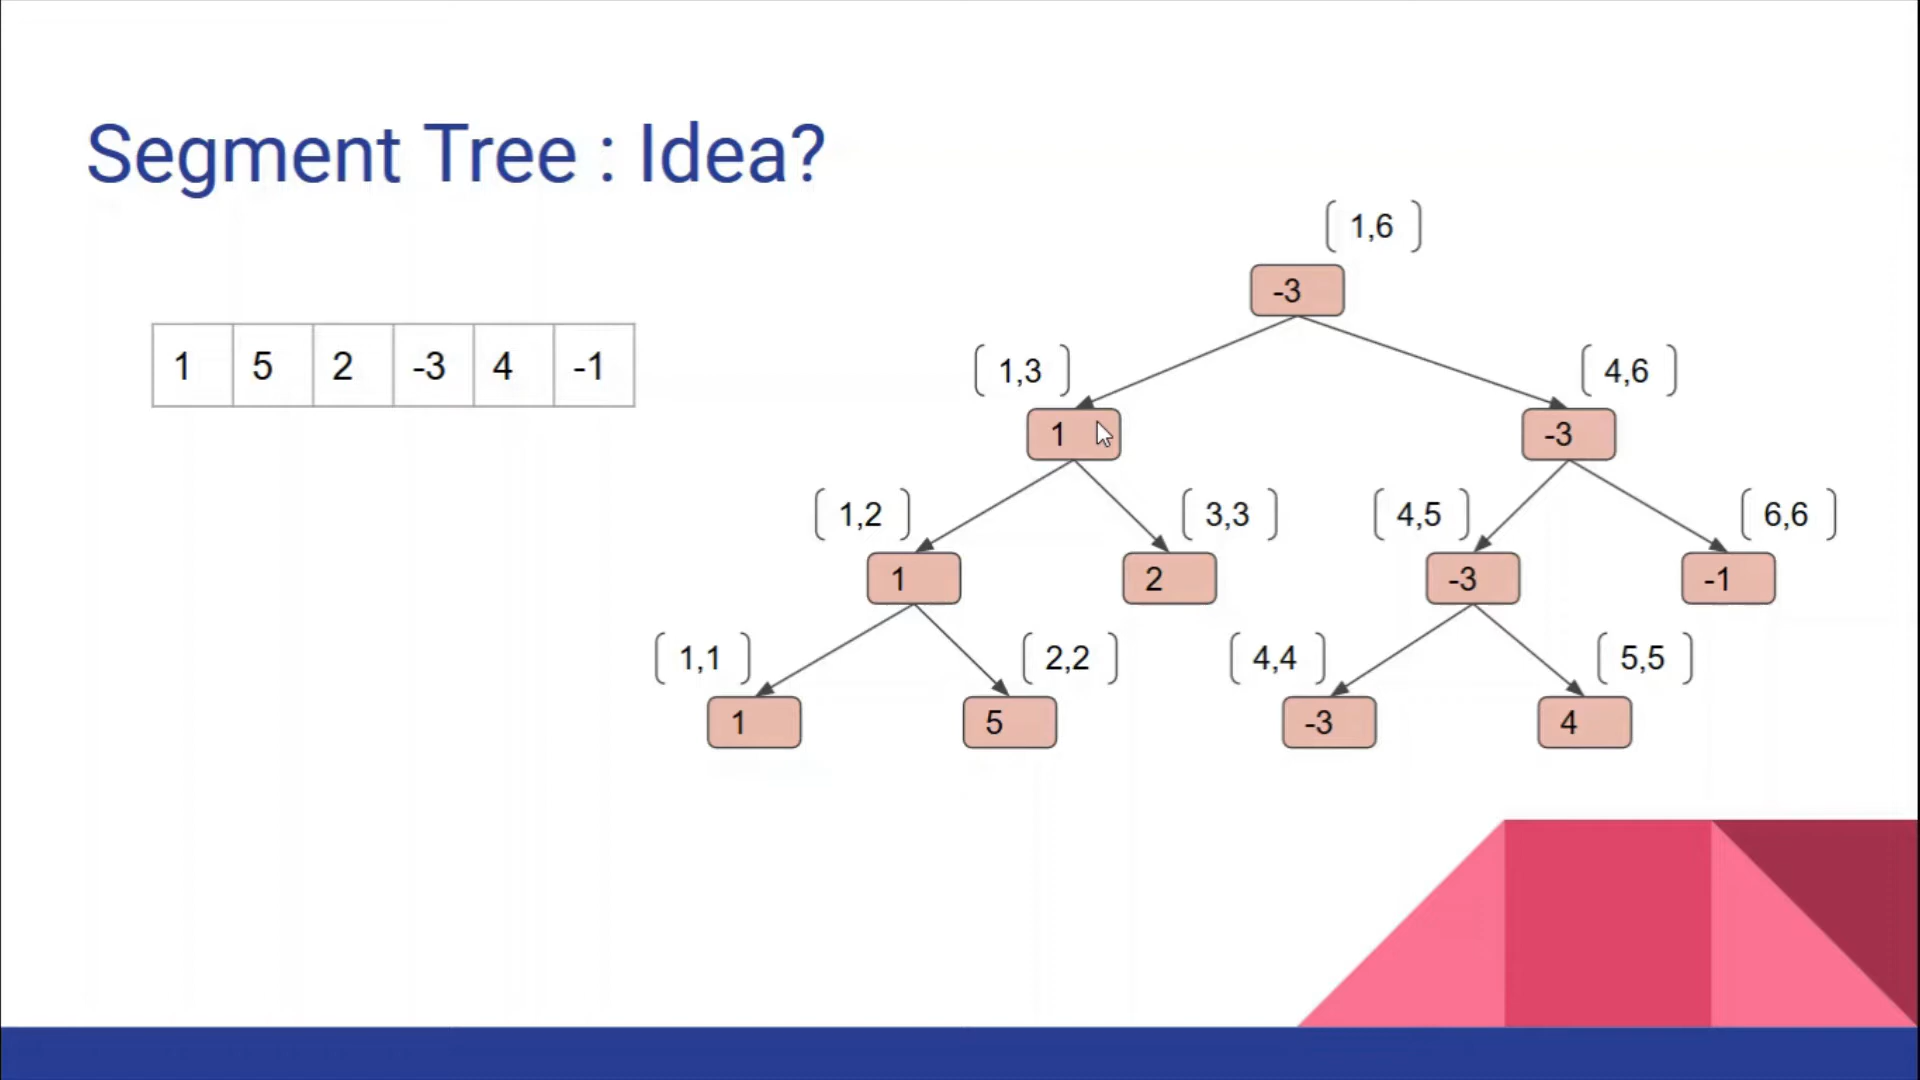 Segment Tree : Idea?
1 5 2 -3 4 -1
1,6
-3
1,3 4,6
1 -3
1,2 3,3 4,5 6,6
1 2 -3 -1
1,1 2,2 4,4 5,5
1 5 -3 4